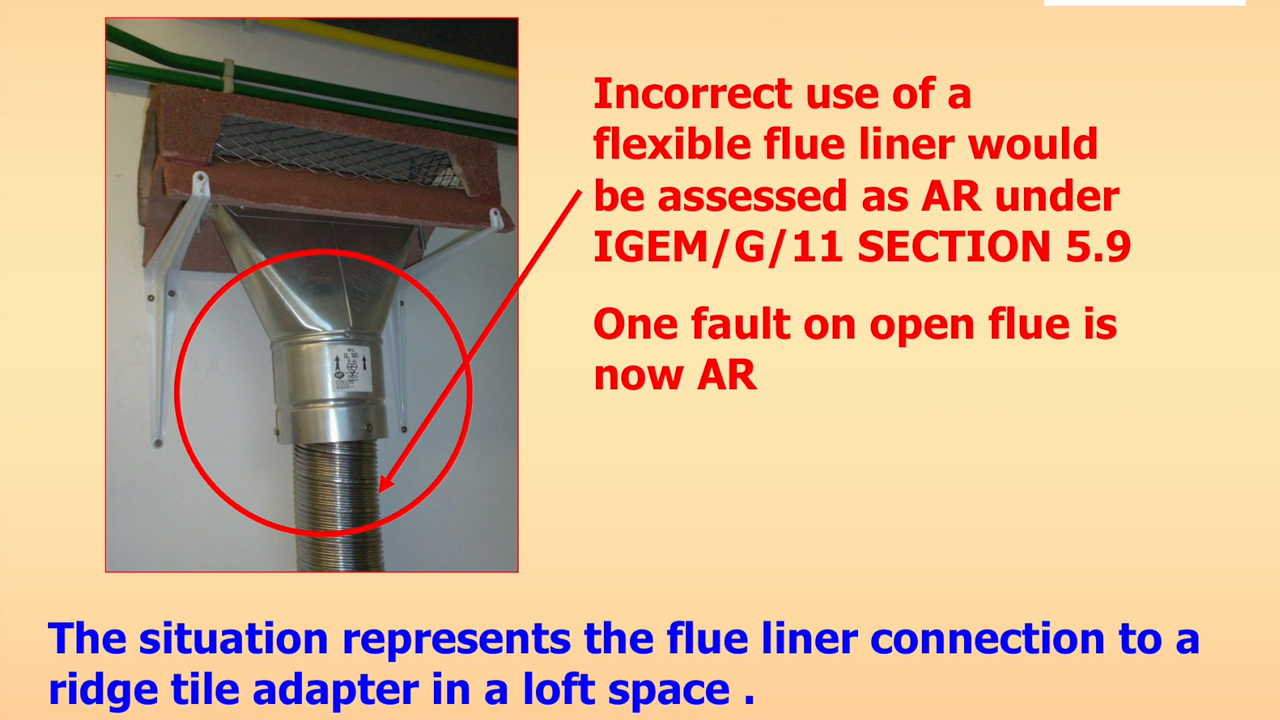 Incorrect use of a
flexible flue liner would
be assessed as AR under
IGEM/G/11 SECTION 5.9
One fault on open flue is
now AR
The situation represents the flue liner connection to a
ridge tile adapter in a loft space .